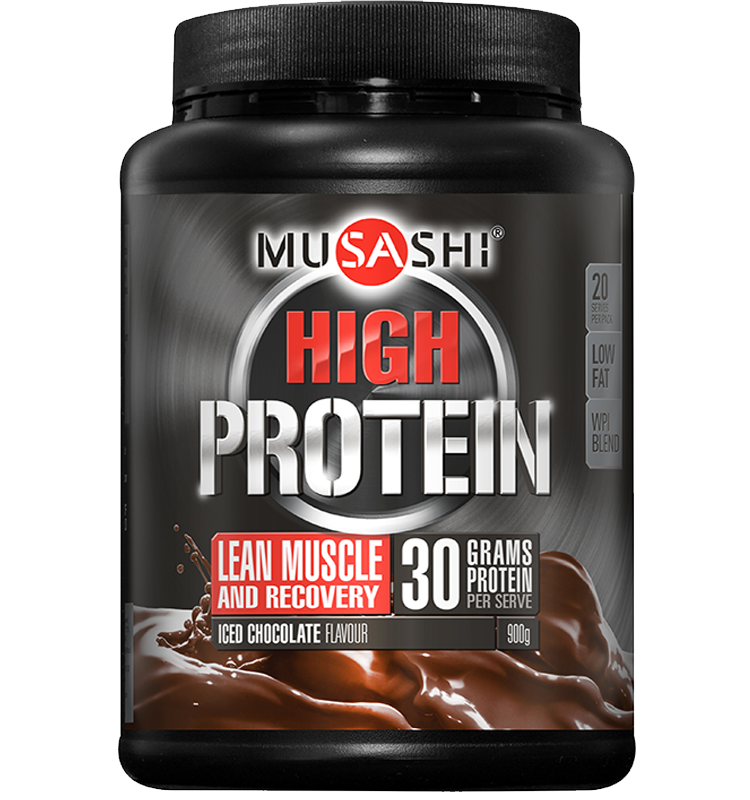 MUSASHI®
HIGH
PROTEIN
20
SERVES
PER PACK
LOW
FAT
WPI
BLEND
LEAN MUSCLE
AND RECOVERY
30
GRAMS
PROTEIN
PER SERVE
ICED CHOCOLATE FLAVOUR
900g